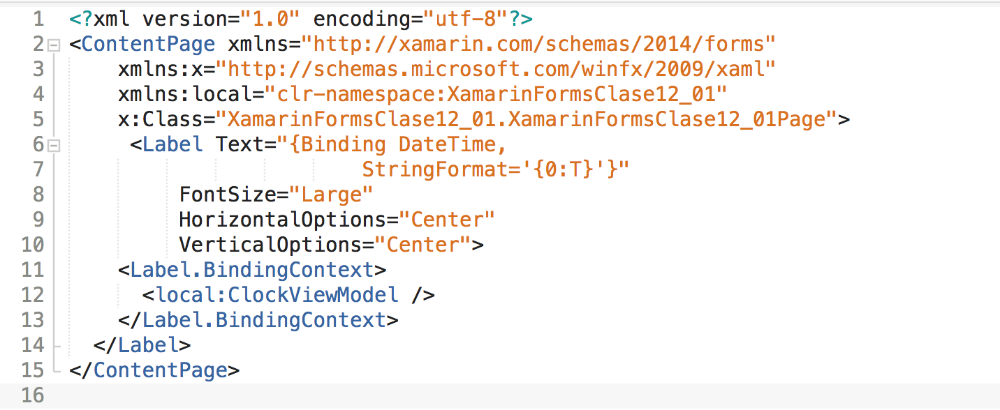 1 <?xml version="1.0" encoding="utf-8"?>
2 <ContentPage xmlns="http://xamarin.com/schemas/2014/forms"
3 xmlns:x="http://schemas.microsoft.com/winfx/2009/xaml"
4 xmlns:local="clr-namespace:XamarinFormsClase12_01"
5 x:Class="XamarinFormsClase12_01.XamarinFormsClase12_01Page">
6 <Label Text="{Binding DateTime,
7 StringFormat='{0:T}'}"
8 FontSize="Large"
9 HorizontalOptions="Center"
10 VerticalOptions="Center">
11 <Label.BindingContext>
12 <local:ClockViewModel />
13 </Label.BindingContext>
14 </Label>
15 </ContentPage>
16